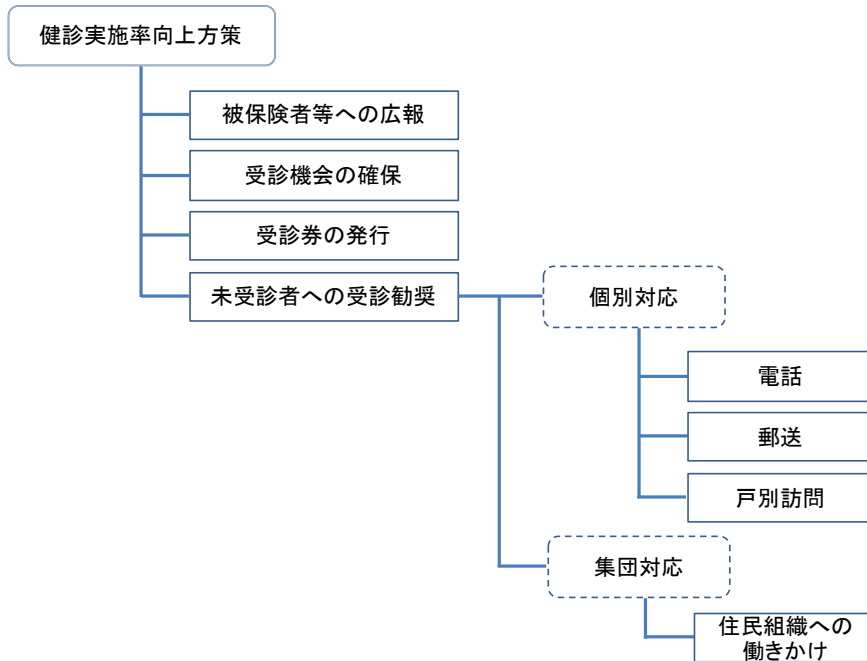 健診実施率向上方策
被保険者等への広報
受診機会の確保
受診券の発行
未受診者への受診勧奨
個別対応
電話
郵送
戸別訪問
集団対応
住民組織への
働きかけ